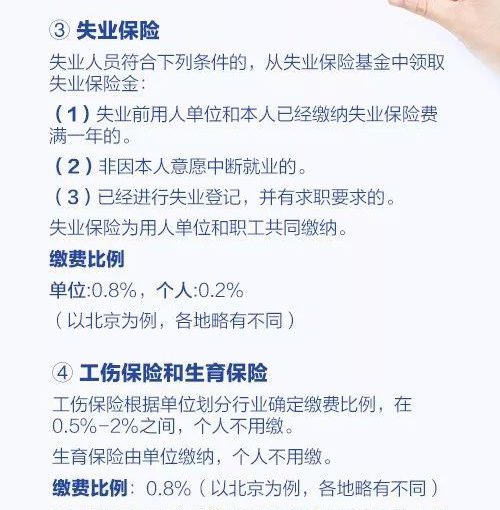 ③ 失业保险
失业人员符合下列条件的，从失业保险基金中领取
失业保险金：
（1）失业前用人单位和本人已经缴纳失业保险费
满一年的。
（2）非因本人意愿中断就业的。
（3）已经进行失业登记，并有求职要求的。
失业保险为用人单位和职工共同缴纳。
缴费比例
单位:0.8%，个人:0.2%
（以北京为例，各地略有不同）
④ 工伤保险和生育保险
工伤保险根据单位划分行业确定缴费比例，在
0.5%-2%之间，个人不用缴。
生育保险由单位缴纳，个人不用缴。
缴费比例：0.8%（以北京为例，各地略有不同）